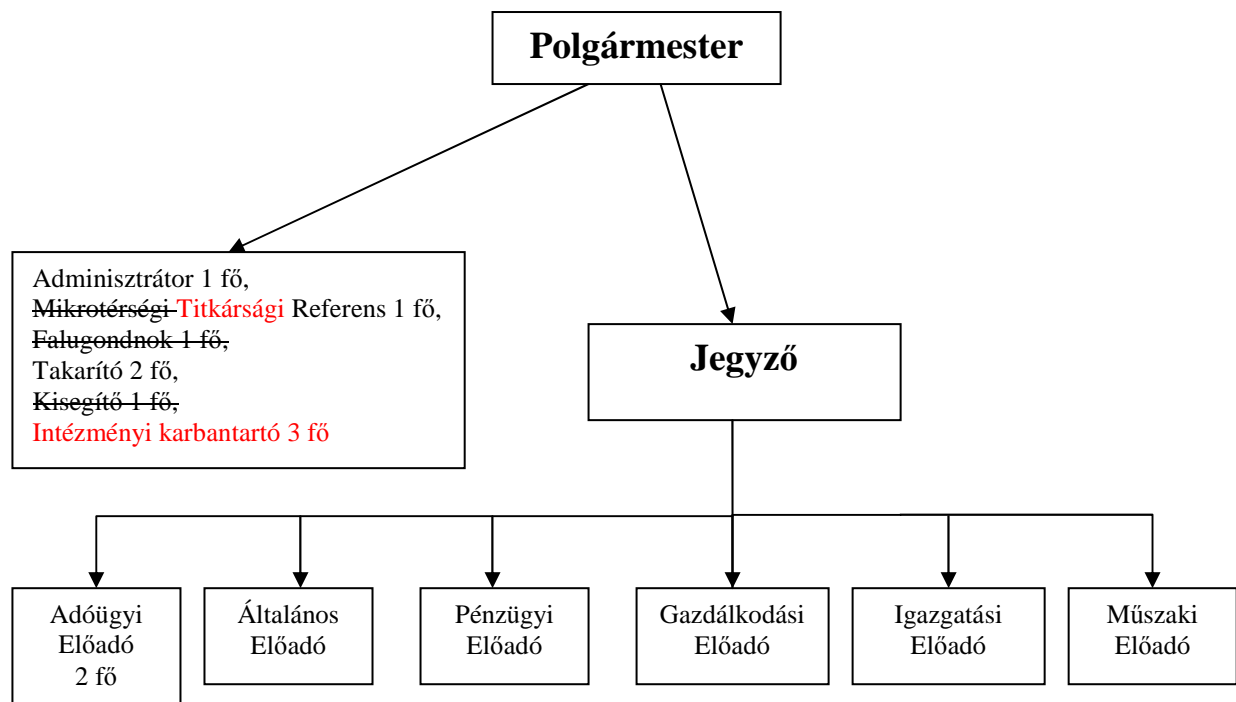 Polgármester
Adminisztrátor 1 fő,
Mikrotérségi Titkársági Referens 1 fő,
Falugondnok 1 fő,
Takarító 2 fő,
Kisegítő 1 fő,
Intézményi karbantartó 3 fő
Jegyző
Adóügyi
Előadó
2 fő
Általános
Előadó
Pénzügyi
Előadó
Gazdálkodási
Előadó
Igazgatási
Előadó
Műszaki
Előadó